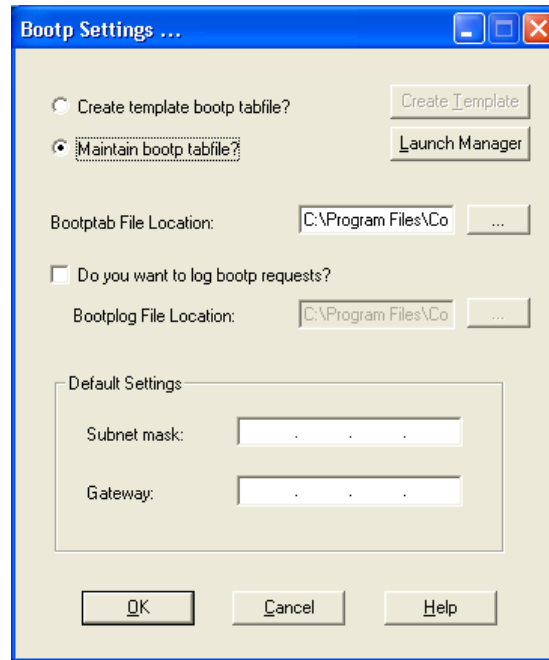 Bootp Settings ...
Create template bootp tabfile?
Create Template
Maintain bootp tabfile?
Launch Manager
Bootptab File Location:
C:\Program Files\Co
...
Do you want to log bootp requests?
Bootplog File Location:
C:\Program Files\Co
...
Default Settings
Subnet mask:
. . .
Gateway:
. . .
OK
Cancel
Help